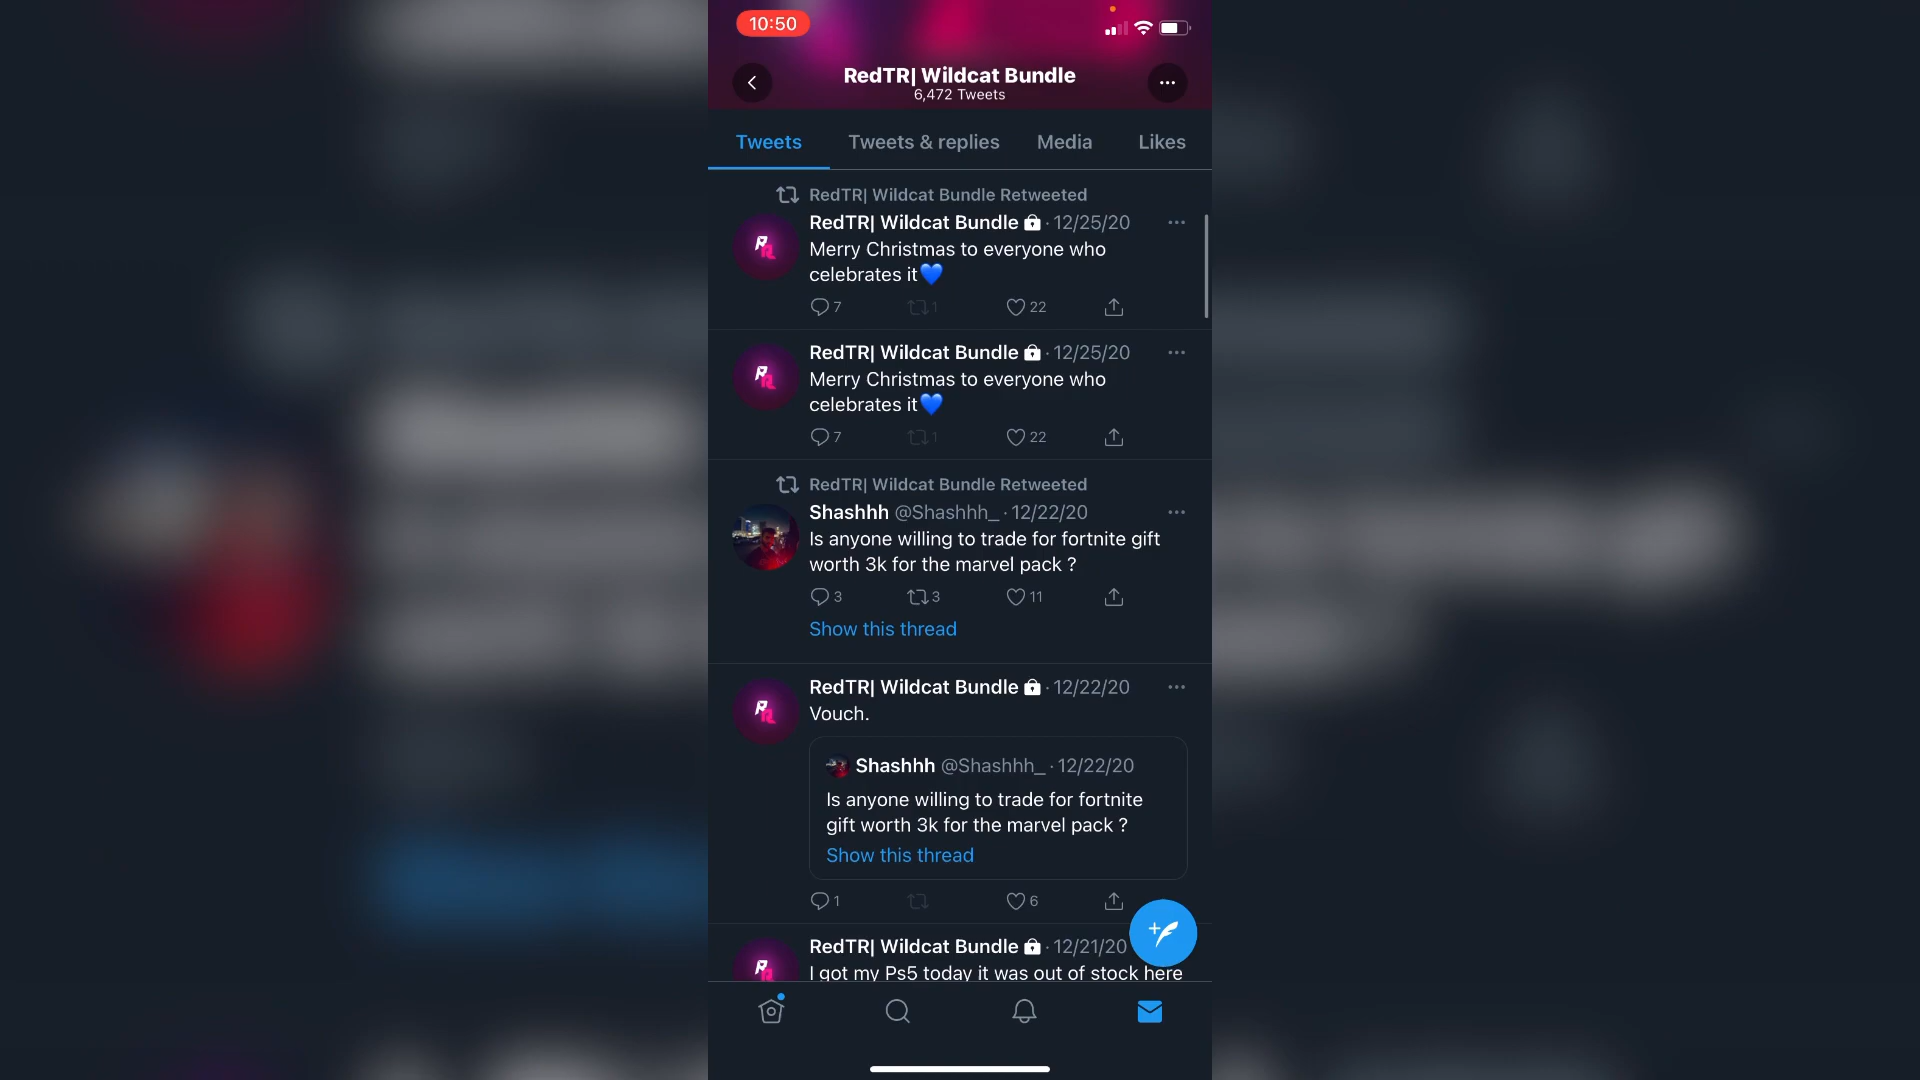 10:50
RedTR| Wildcat Bundle
6,472 Tweets
Tweets Tweets & replies Media Likes
RedTR| Wildcat Bundle Retweeted
RedTR| Wildcat Bundle · 12/25/20
Merry Christmas to everyone who
celebrates it💙
7 1 22
RedTR| Wildcat Bundle · 12/25/20
Merry Christmas to everyone who
celebrates it💙
7 1 22
RedTR| Wildcat Bundle Retweeted
Shashhh @Shashhh_ · 12/22/20
Is anyone willing to trade for fortnite gift
worth 3k for the marvel pack ?
3 3 11
Show this thread
RedTR| Wildcat Bundle · 12/22/20
Vouch.
Shashhh @Shashhh_ · 12/22/20
Is anyone willing to trade for fortnite
gift worth 3k for the marvel pack ?
Show this thread
1 6
RedTR| Wildcat Bundle · 12/21/20
I got my Ps5 today it was out of stock here